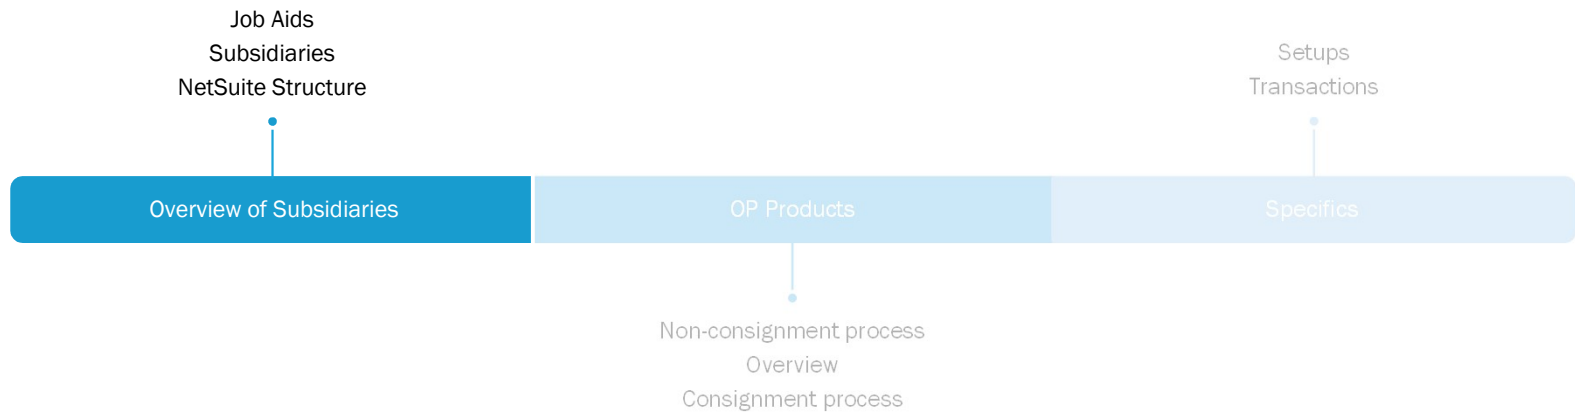 Job Aids
Subsidiaries
NetSuite Structure
Setups
Transactions
Overview of Subsidiaries
OP Products
Specifics
Non-consignment process
Overview
Consignment process